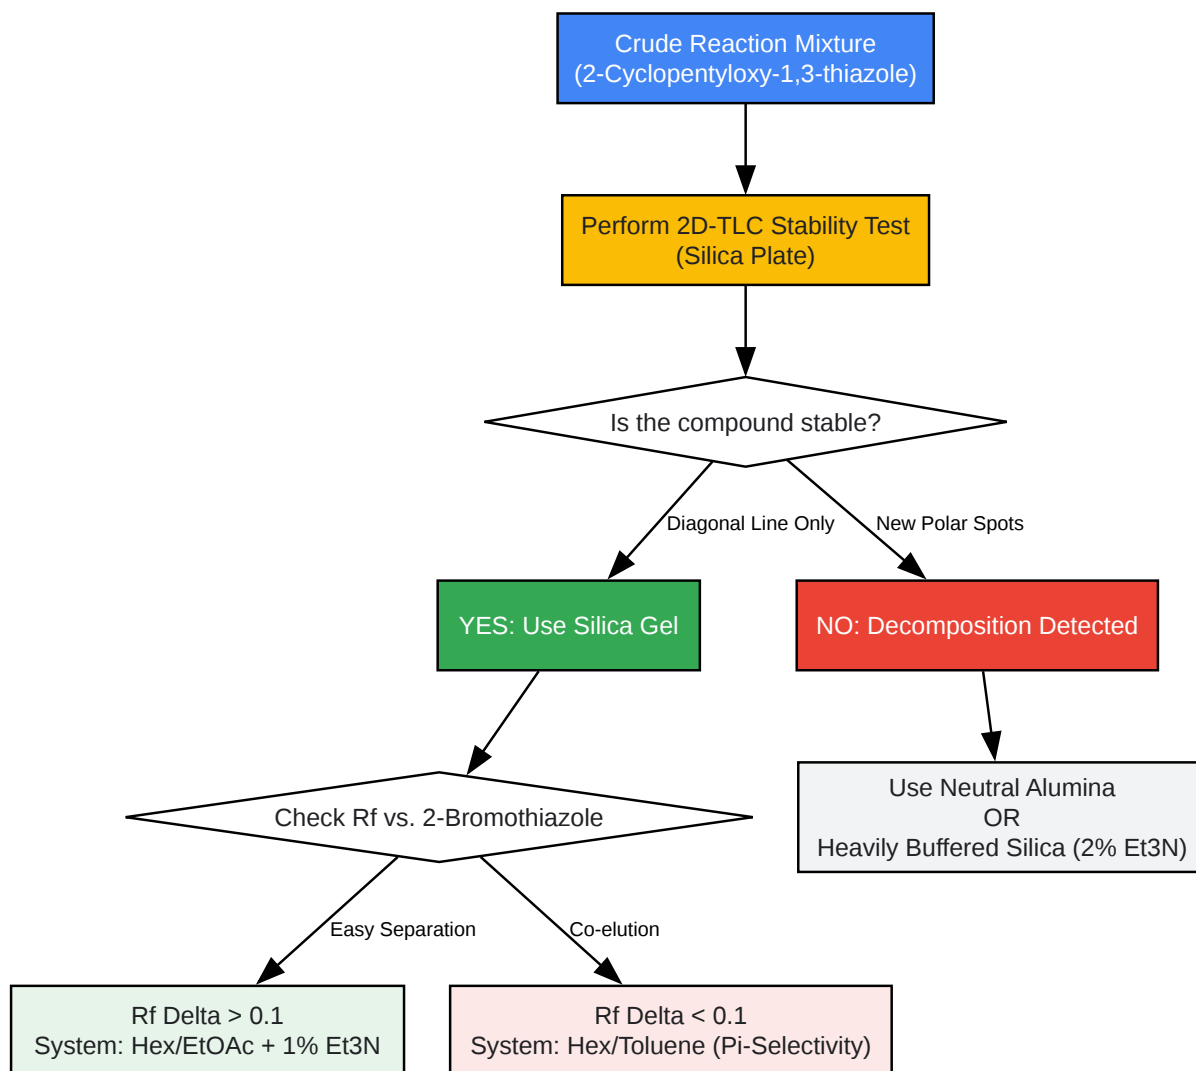 Crude Reaction Mixture
(2-Cyclopentyloxy-1,3-thiazole)
Perform 2D-TLC Stability Test
(Silica Plate)
Is the compound stable?
Diagonal Line Only
New Polar Spots
YES: Use Silica Gel
NO: Decomposition Detected
Check Rf vs. 2-Bromothiazole
Use Neutral Alumina
OR
Heavily Buffered Silica (2% Et3N)
Easy Separation
Co-elution
Rf Delta > 0.1
System: Hex/EtOAc + 1% Et3N
Rf Delta < 0.1
System: Hex/Toluene (Pi-Selectivity)